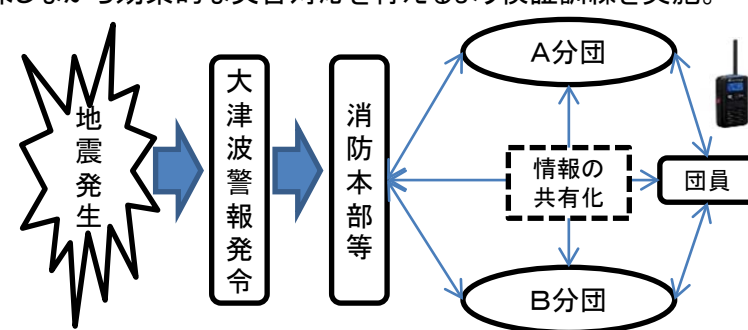 地震発生
大津波警報発令
消防本部等
A分団
情報の
共有化
団員
B分団